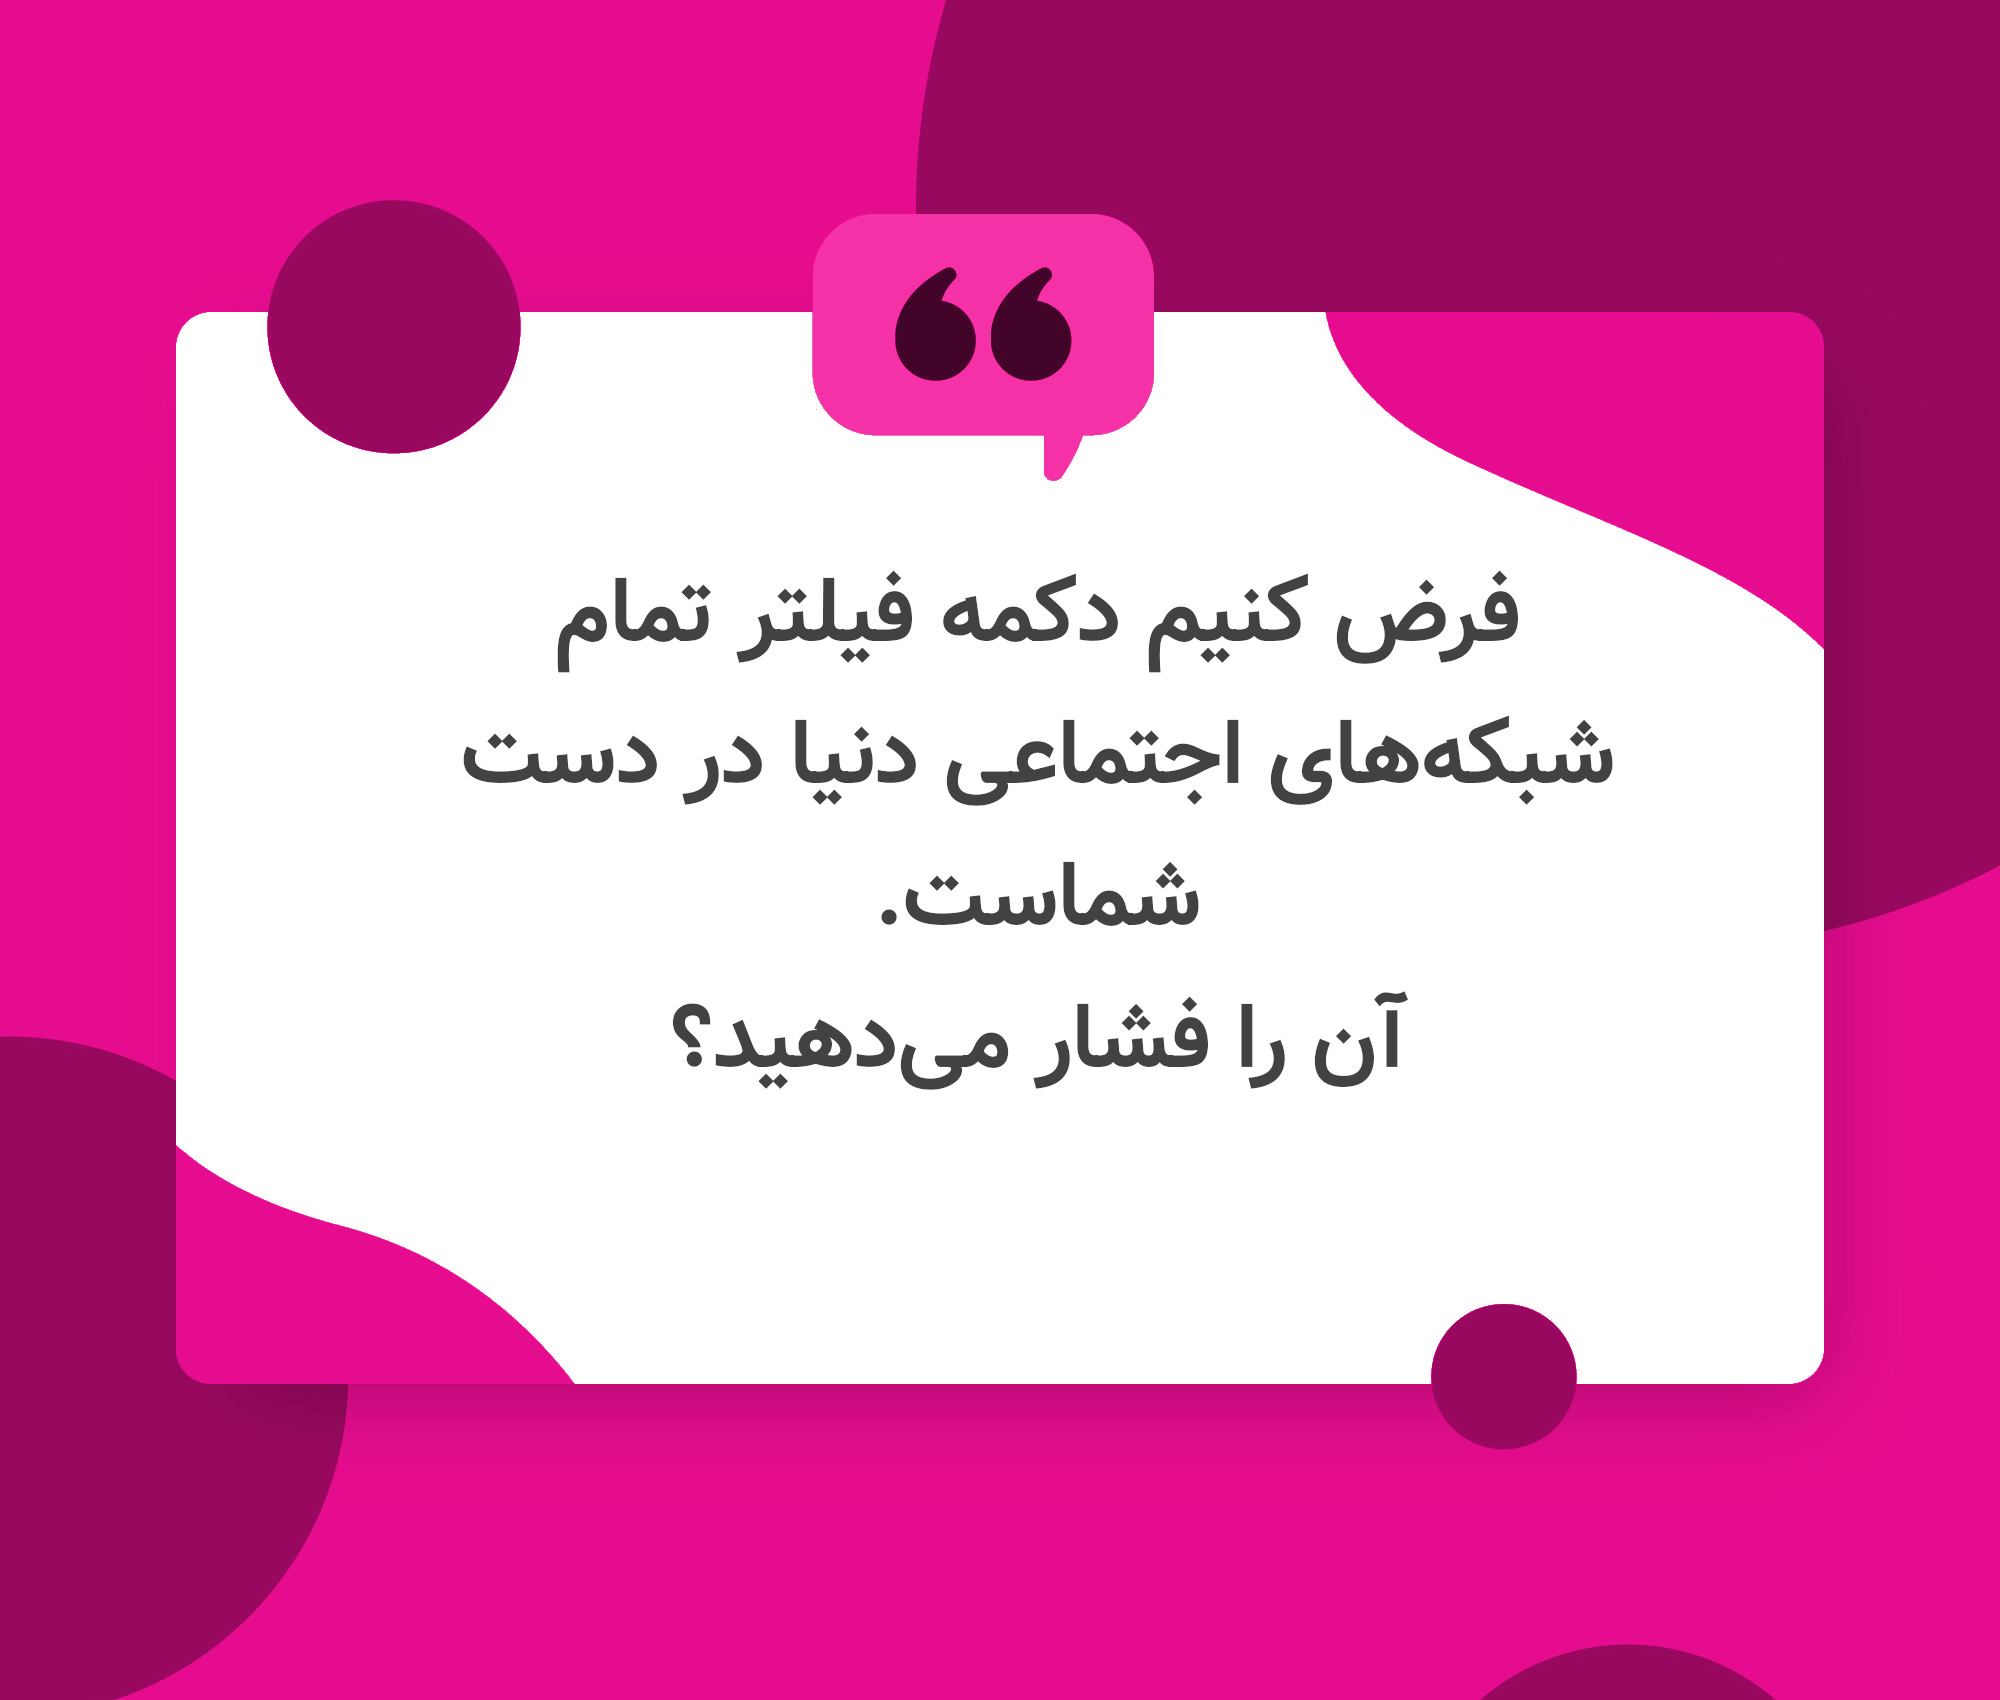 فرض کنیم دکمه فیلتر تمام
شبکه‌های اجتماعی دنیا در دست
شماست.
آن را فشار می‌دهید؟